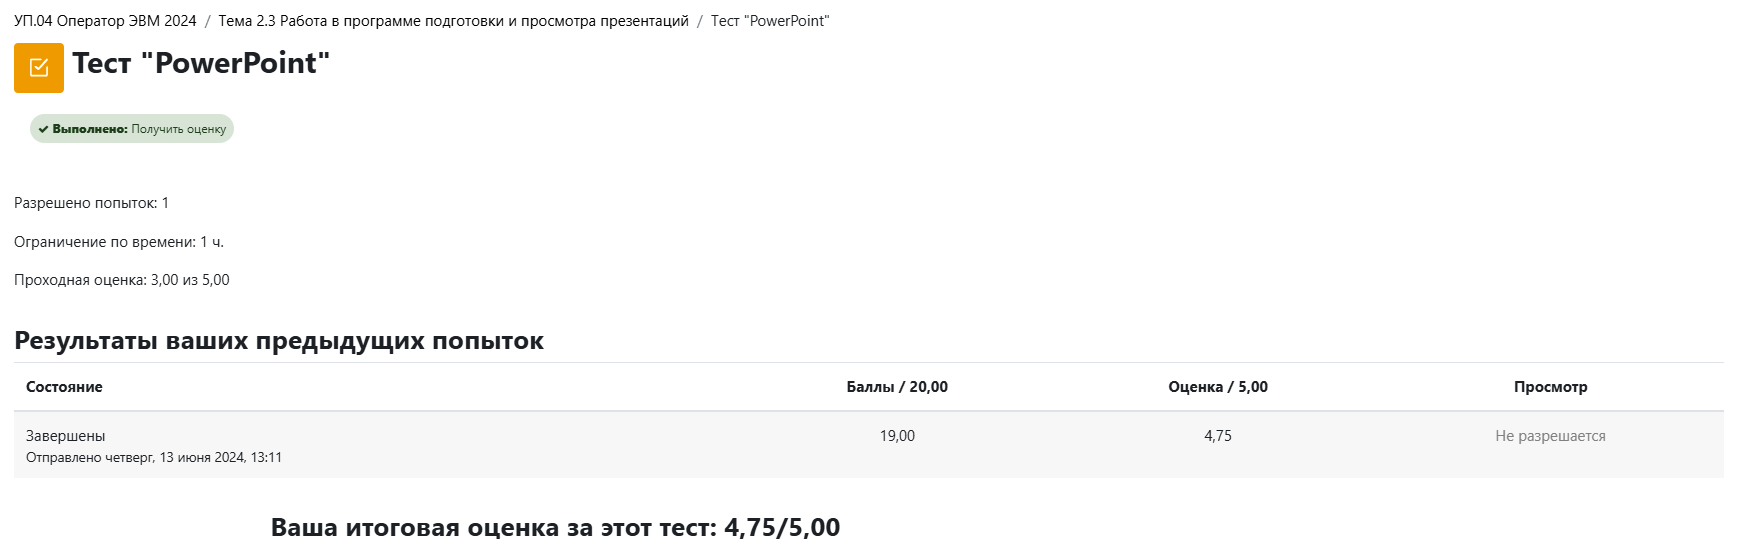 УП.04 Оператор ЭВМ 2024 / Тема 2.3 Работа в программе подготовки и просмотра презентаций / Тест "PowerPoint"
Тест "PowerPoint"
Выполнено: Получить оценку
Разрешено попыток: 1
Ограничение по времени: 1 ч.
Проходная оценка: 3,00 из 5,00
Результаты ваших предыдущих попыток
Состояние Баллы / 20,00 Оценка / 5,00 Просмотр
Завершены 19,00 4,75 Не разрешается
Отправлено четверг, 13 июня 2024, 13:11
Ваша итоговая оценка за этот тест: 4,75/5,00